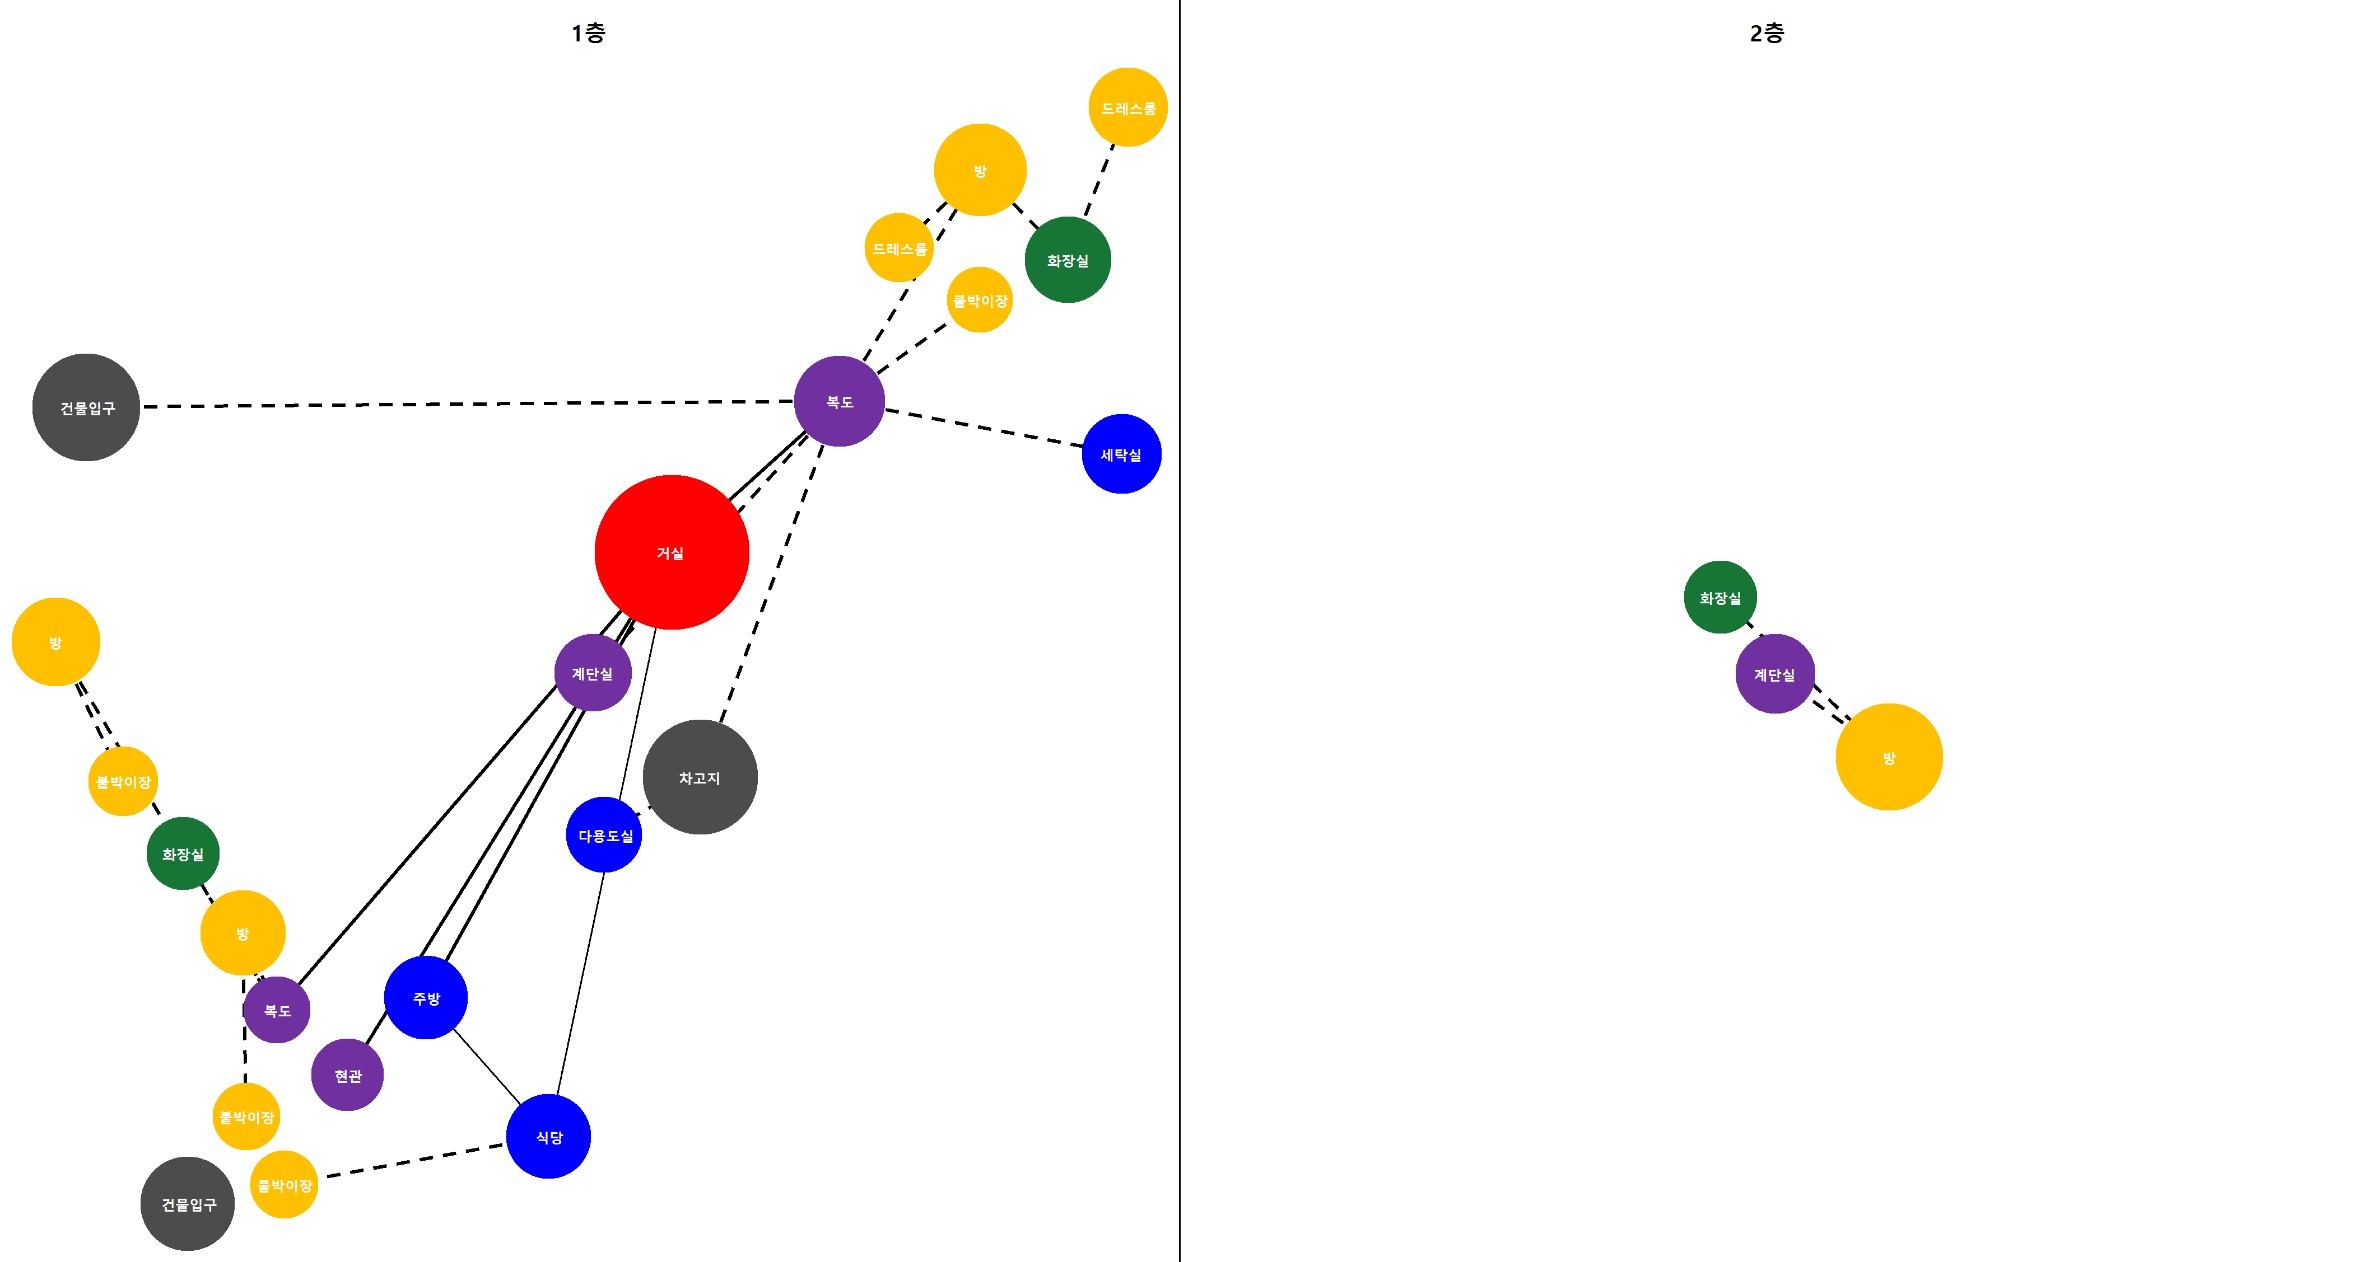 1층
2층
드레스룸
방
드레스룸
화장실
붙박이장
복도
건물입구
세탁실
거실
화장실
방
계단실
계단실
방
차고지
붙박이장
다용도실
화장실
방
주방
복도
현관
붙박이장
식당
붙박이장
건물입구